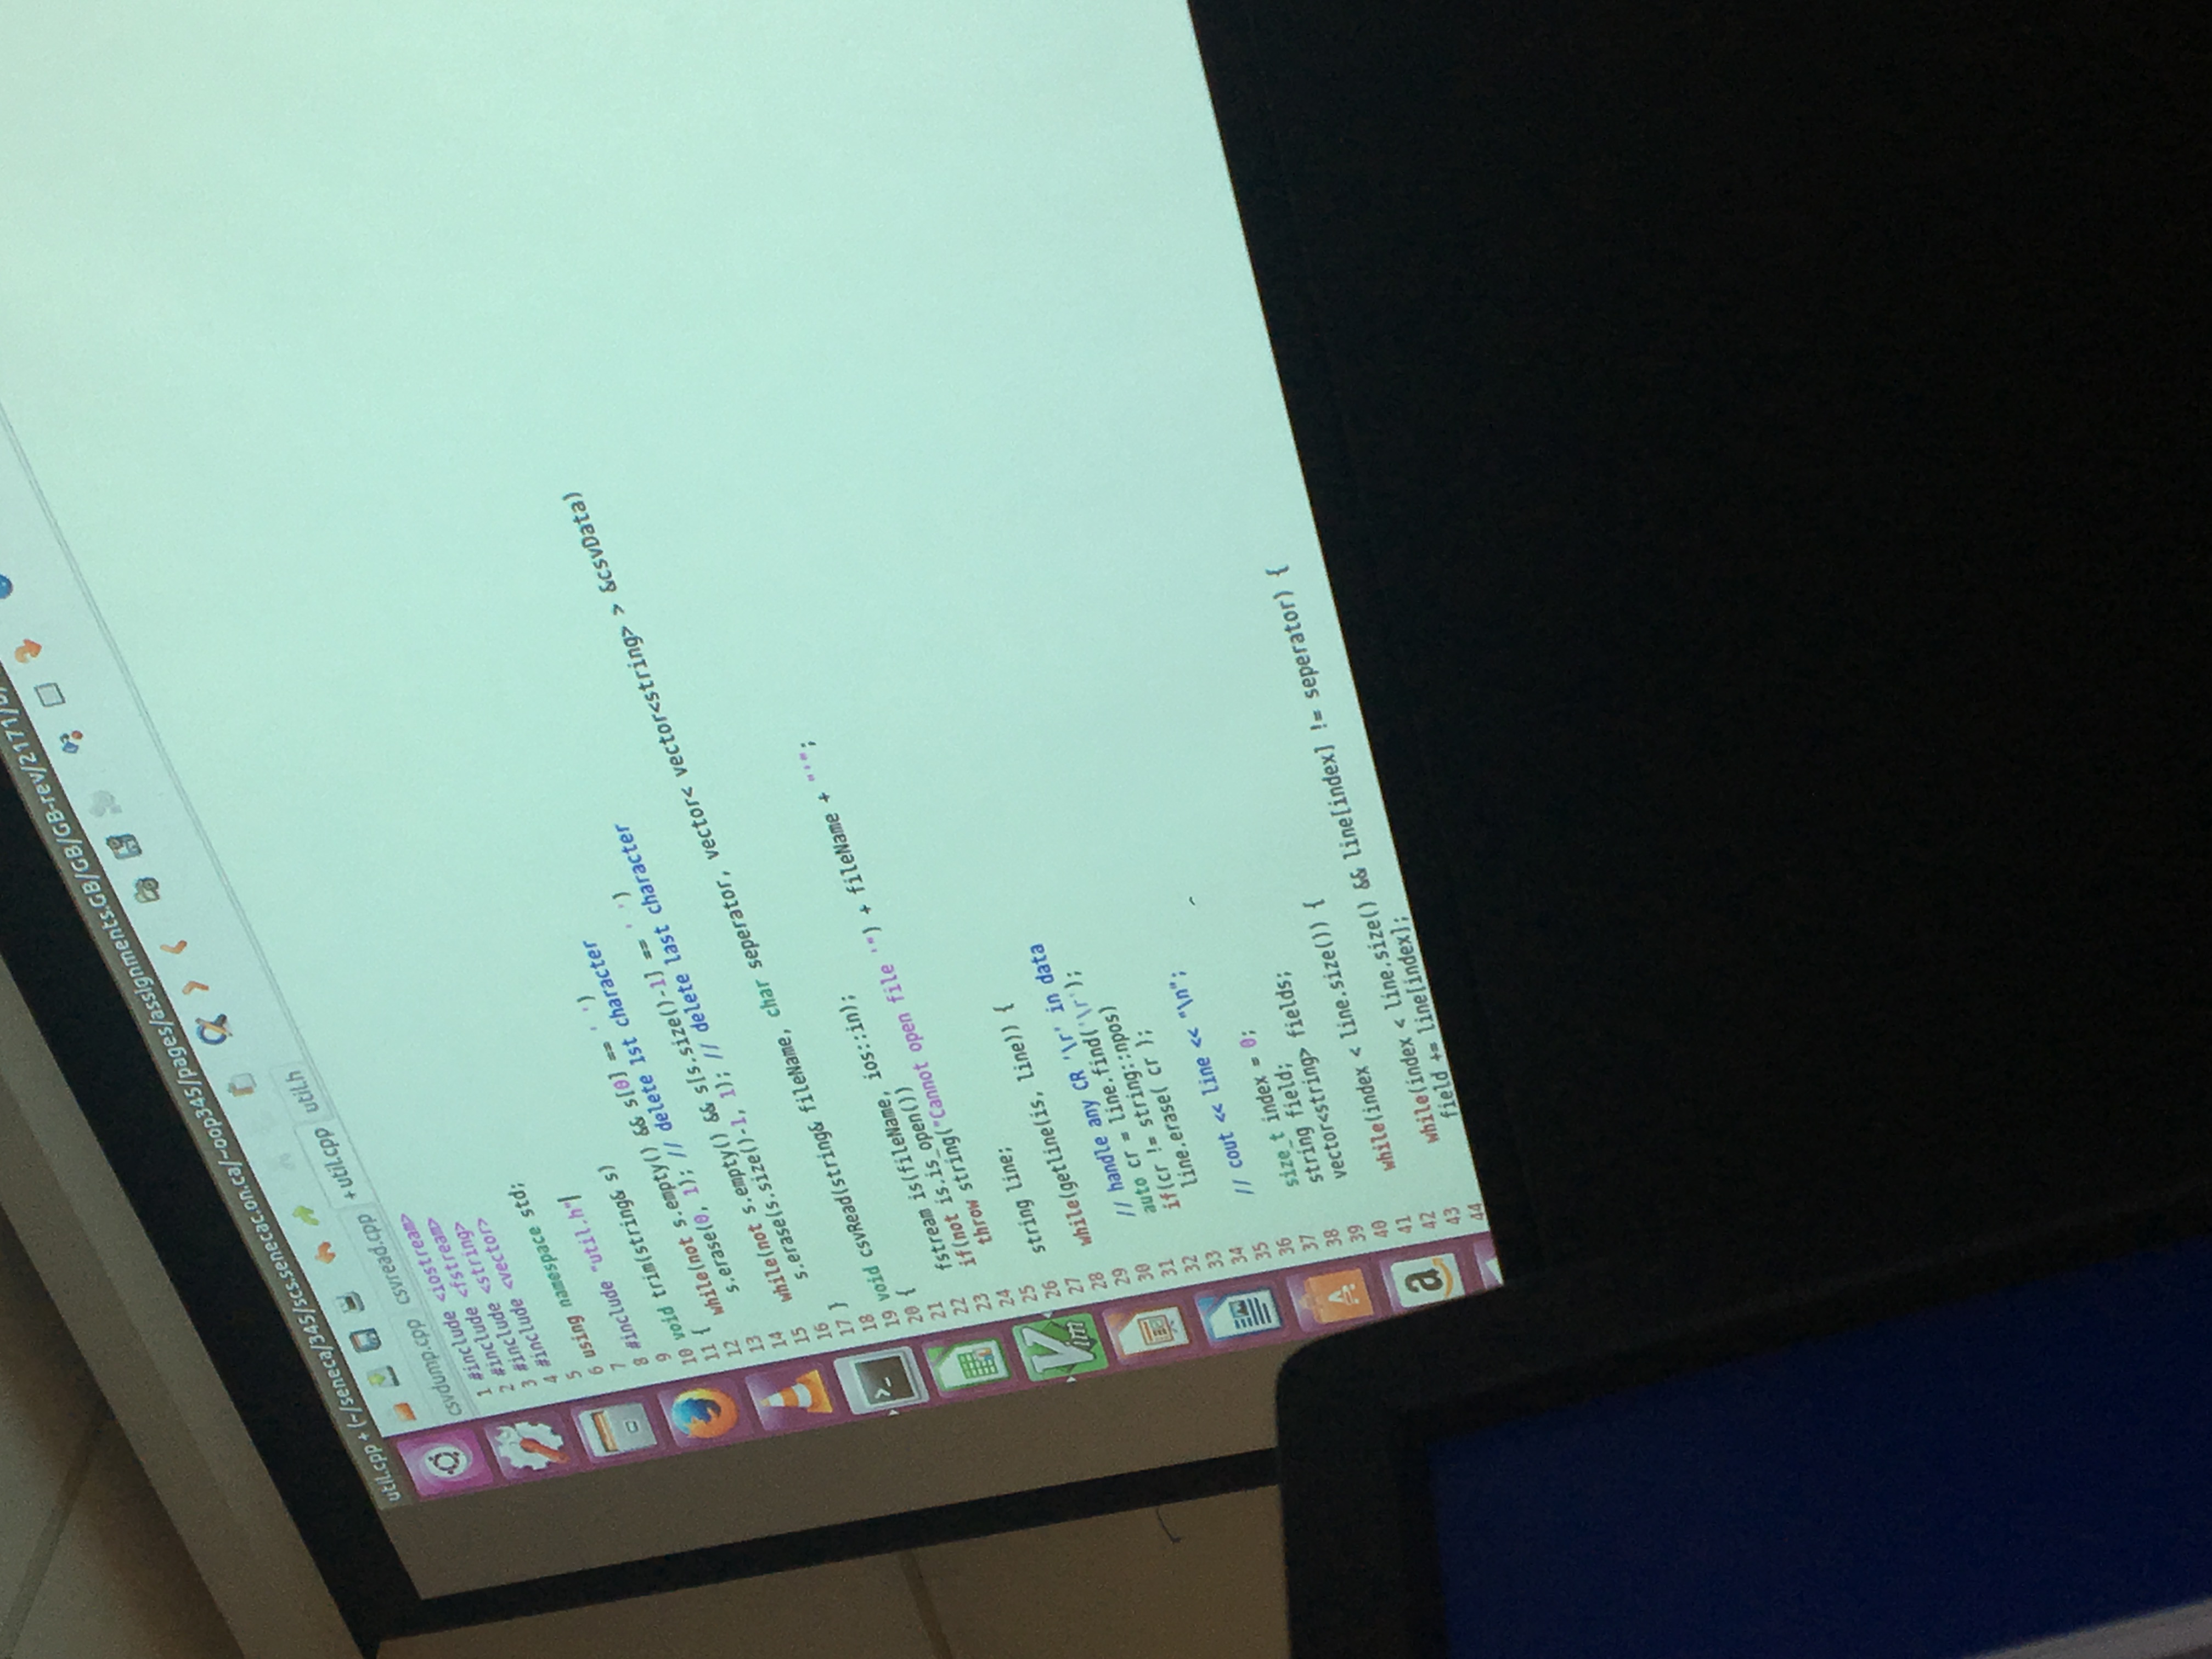 util.cpp + (~/seneca/345/scs.senecac.on.ca/~oop345/pages/assignments.GB/GB/GB-rev/2171/
csvdump.cpp csvread.cpp + util.cpp util.h
1 #include <iostream>
2 #include <fstream>
3 #include <string>
4 #include <vector>
5
6 using namespace std;
7
8 #include "util.h"
9
10 void trim(string& s)
11 {
12 while(not s.empty() && s[0] == ' ')
13 s.erase(0, 1); // delete 1st character
14
15 while(not s.empty() && s[s.size()-1] == ' ')
16 s.erase(s.size()-1, 1); // delete last character
17 }
18
19 void csvRead(string& fileName, char seperator, vector< vector<string> > &csvData)
20 {
21
22 fstream is(fileName, ios::in);
23 if(not is.is_open())
24 throw string("Cannot open file '") + fileName + "'";
25
26 string line;
27
28 while(getline(is, line)) {
29
30 // handle any CR '\r' in data
31 auto cr = line.find('\r');
32 if(cr != string::npos)
33 line.erase( cr );
34
35 // cout << line << "\n";
36
37 size_t index = 0;
38 string field;
39 vector<string> fields;
40
41 while(index < line.size()) {
42
43 while(index < line.size() && line[index] != seperator) {
44 field += line[index];
Vim
a